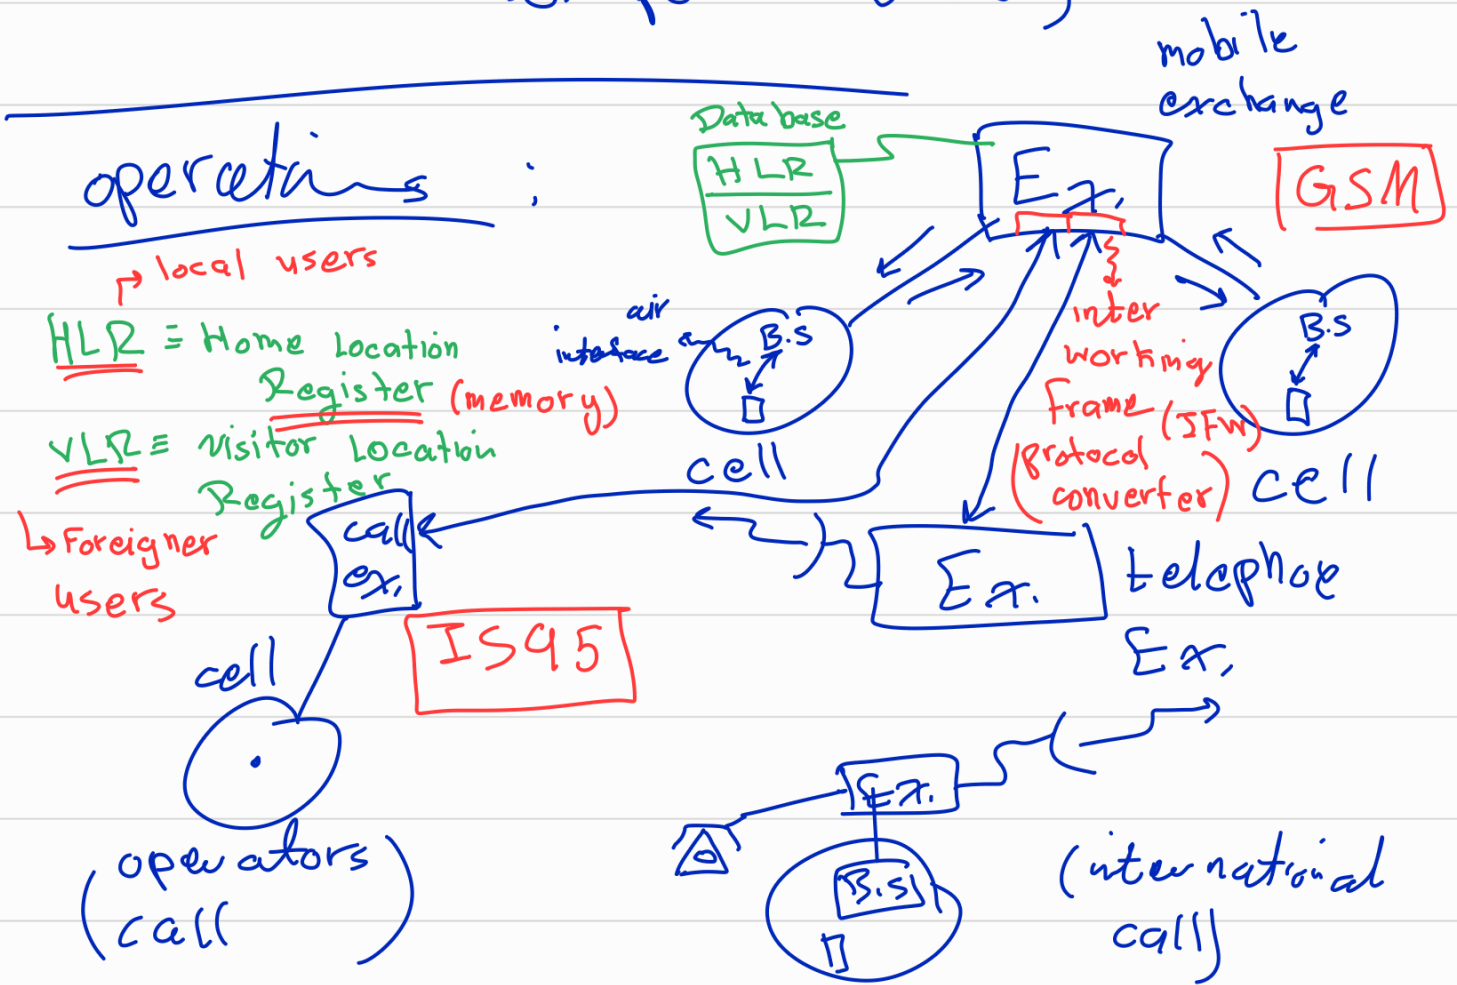 mobile
exchange
Data base
HLR
VLR
Ex.
GSM
operations :
local users
HLR ≡ Home Location
Register (memory)
VLR ≡ Visitor Location
Register
Foreigner
users
air
interface
B.S
cell
inter
working
Frame (IFW)
(protocol
converter)
B.S
cell
call
ex.
IS95
Ex.
telephoe
Ex.
cell
(operators
call)
Ex.
B.S
(international
call)